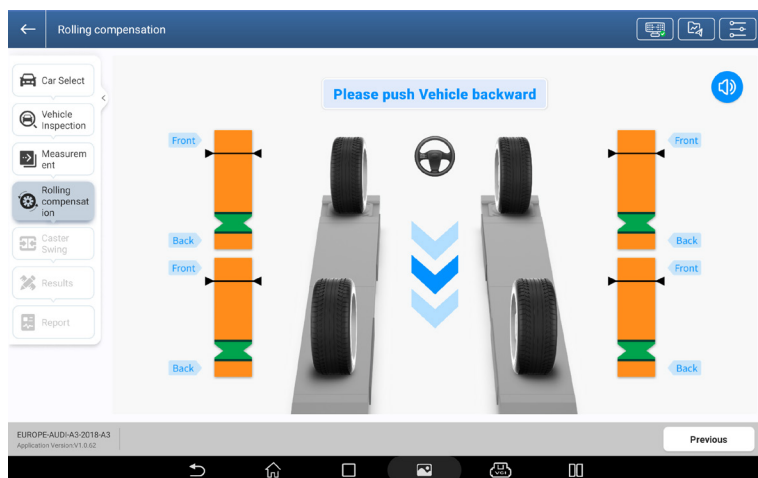 Rolling compensation
Car Select
Vehicle
Inspection
Measurem
ent
Rolling
compensat
ion
Caster
Swing
Results
Report
Please push Vehicle backward
Front
Front
Back
Back
Front
Front
Back
Back
EUROPE-AUDI-A3-2018-A3
Application Version:V1.0.62
Previous
VCI